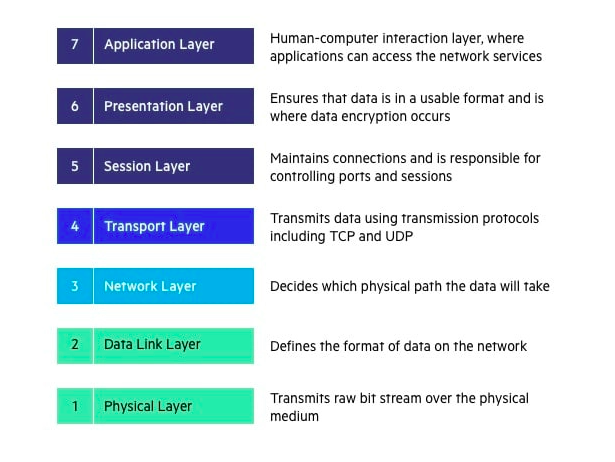 7 Application Layer
Human-computer interaction layer, where
applications can access the network services
6 Presentation Layer
Ensures that data is in a usable format and is
where data encryption occurs
5 Session Layer
Maintains connections and is responsible for
controlling ports and sessions
4 Transport Layer
Transmits data using transmission protocols
including TCP and UDP
3 Network Layer
Decides which physical path the data will take
2 Data Link Layer
Defines the format of data on the network
1 Physical Layer
Transmits raw bit stream over the physical
medium